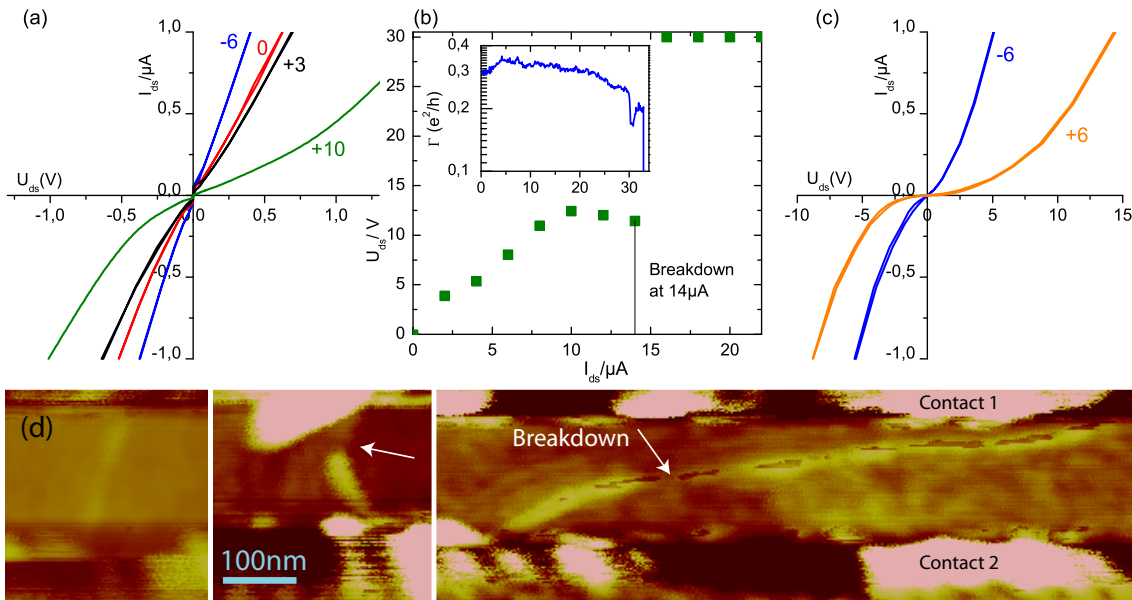 (a)
(b)
(c)
1,0
0,5
0,0
-0,5
-1,0
I_ds/µA
U_ds(V)
-1,0
-0,5
0,0
0,5
1,0
-6
0
+3
+10
30
25
20
15
10
5
0
U_ds/ V
0
5
10
15
20
I_ds/µA
Breakdown
at 14µA
0,4
0,3
0,2
0,1
Γ (e²/h)
0
10
20
30
1,0
0,5
0,0
-0,5
-1,0
I_ds/µA
U_ds(V)
-10
-5
0
5
10
15
-6
+6
(d)
100nm
Breakdown
Contact 1
Contact 2